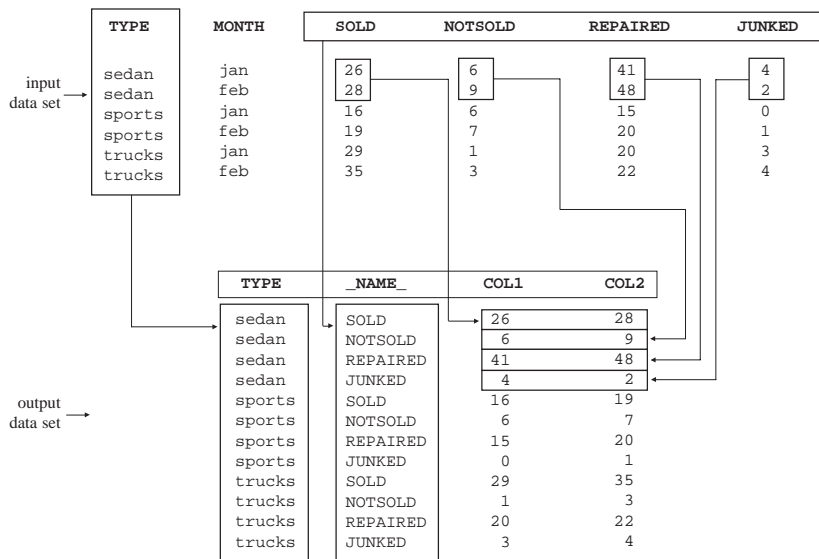 TYPE MONTH SOLD NOTSOLD REPAIRED JUNKED
input data set
sedan jan 26 6 41 4
sedan feb 28 9 48 2
sports jan 16 6 15 0
sports feb 19 7 20 1
trucks jan 29 1 20 3
trucks feb 35 3 22 4
TYPE _NAME_ COL1 COL2
sedan SOLD 26 28
sedan NOTSOLD 6 9
sedan REPAIRED 41 48
sedan JUNKED 4 2
output data set
sports SOLD 16 19
sports NOTSOLD 6 7
sports REPAIRED 15 20
sports JUNKED 0 1
trucks SOLD 29 35
trucks NOTSOLD 1 3
trucks REPAIRED 20 22
trucks JUNKED 3 4